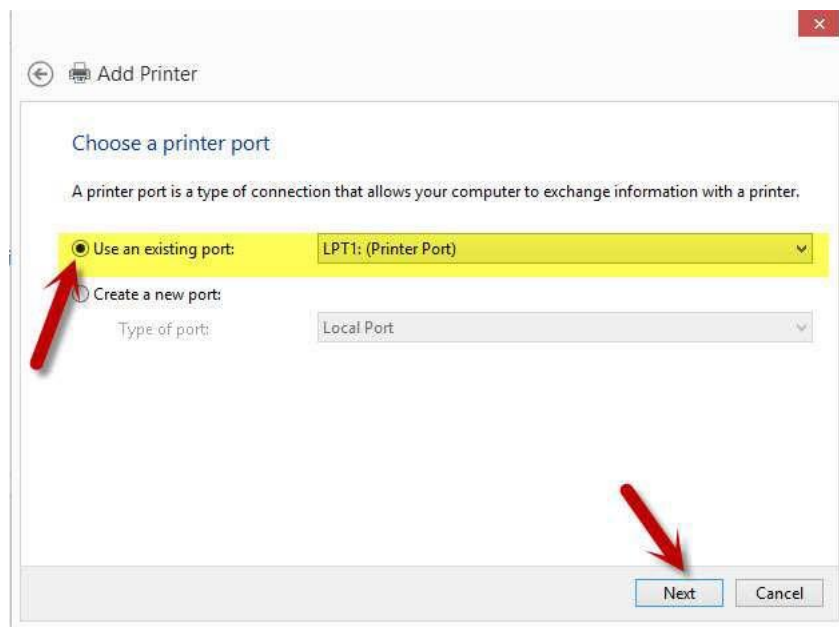 Add Printer
Choose a printer port
A printer port is a type of connection that allows your computer to exchange information with a printer.
Use an existing port: LPT1: (Printer Port)
Create a new port:
Type of port: Local Port
Next Cancel